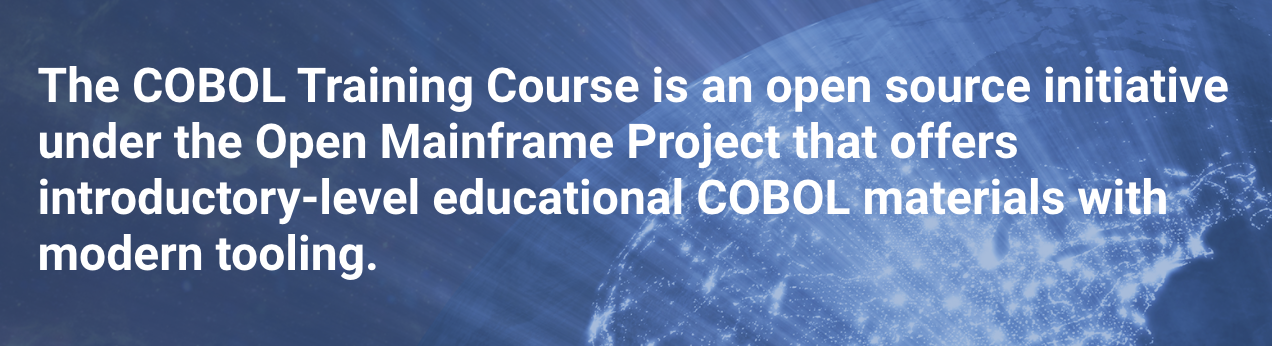 The COBOL Training Course is an open source initiative
under the Open Mainframe Project that offers
introductory-level educational COBOL materials with
modern tooling.